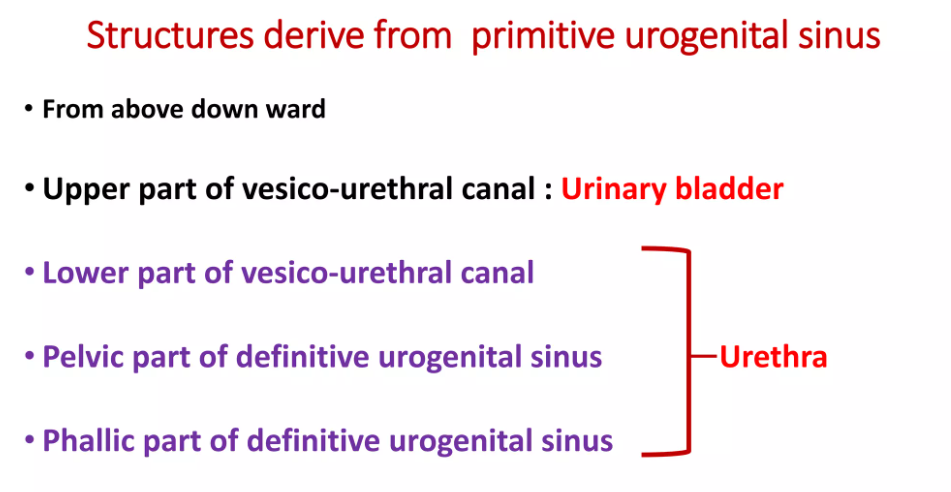 Structures derive from primitive urogenital sinus
• From above down ward
• Upper part of vesico-urethral canal : Urinary bladder
• Lower part of vesico-urethral canal
• Pelvic part of definitive urogenital sinus
Urethra
• Phallic part of definitive urogenital sinus